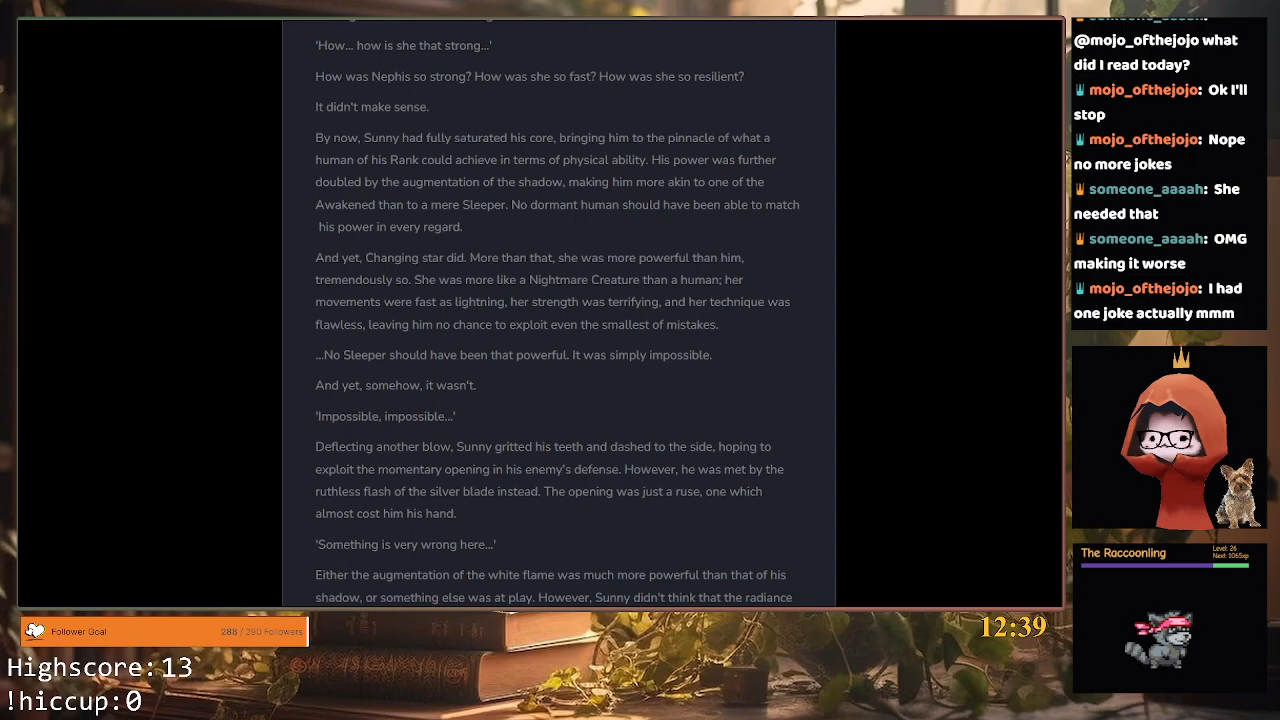 'How... how is she that strong...'
How was Nephis so strong? How was she so fast? How was she so resilient?
It didn't make sense.
By now, Sunny had fully saturated his core, bringing him to the pinnacle of what a
human of his Rank could achieve in terms of physical ability. His power was further
doubled by the augmentation of the shadow, making him more akin to one of the
Awakened than to a mere Sleeper. No dormant human should have been able to match
his power in every regard.
And yet, Changing star did. More than that, she was more powerful than him,
tremendously so. She was more like a Nightmare Creature than a human; her
movements were fast as lightning, her strength was terrifying, and her technique was
flawless, leaving him no chance to exploit even the smallest of mistakes.
...No Sleeper should have been that powerful. It was simply impossible.
And yet, somehow, it wasn't.
'Impossible, impossible...'
Deflecting another blow, Sunny gritted his teeth and dashed to the side, hoping to
exploit the momentary opening in his enemy's defense. However, he was met by the
ruthless flash of the silver blade instead. The opening was just a ruse, one which
almost cost him his hand.
'Something is very wrong here...'
Either the augmentation of the white flame was much more powerful than that of his
shadow, or something else was at play. However, Sunny didn't think that the radiance
someone_aaaah:
@mojo_ofthejojo what
did I read today?
mojo_ofthejojo: Ok I'll
stop
mojo_ofthejojo: Nope
no more jokes
someone_aaaah: She
needed that
someone_aaaah: OMG
making it worse
mojo_ofthejojo: I had
one joke actually mmm
The Raccoonling
Level: 26
Next: 1065xp
Follower Goal
288 / 290 Followers
12:39
Highscore:13
!hiccup:0